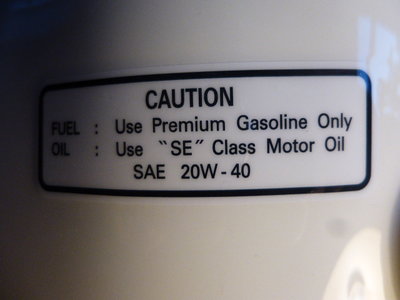 CAUTION
FUEL : Use Premium Gasoline Only
OIL : Use "SE" Class Motor Oil
SAE 20W-40